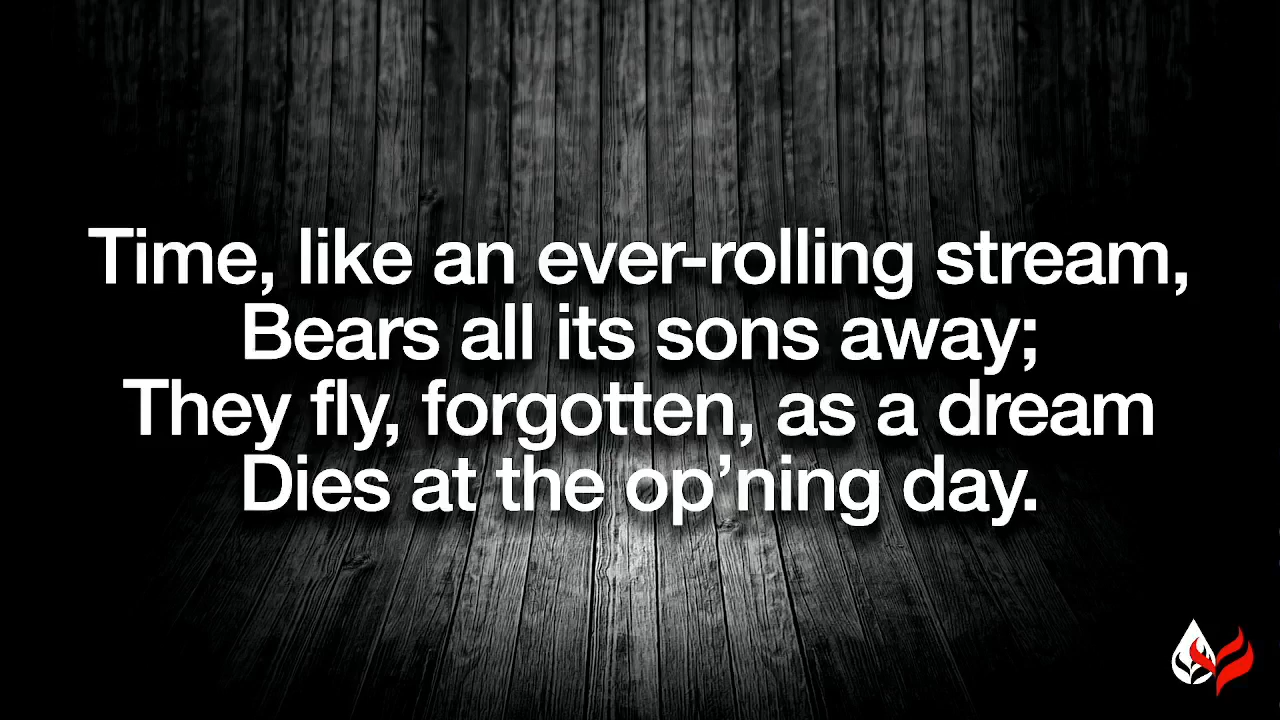 Time, like an ever-rolling stream,
Bears all its sons away;
They fly, forgotten, as a dream
Dies at the op’ning day.